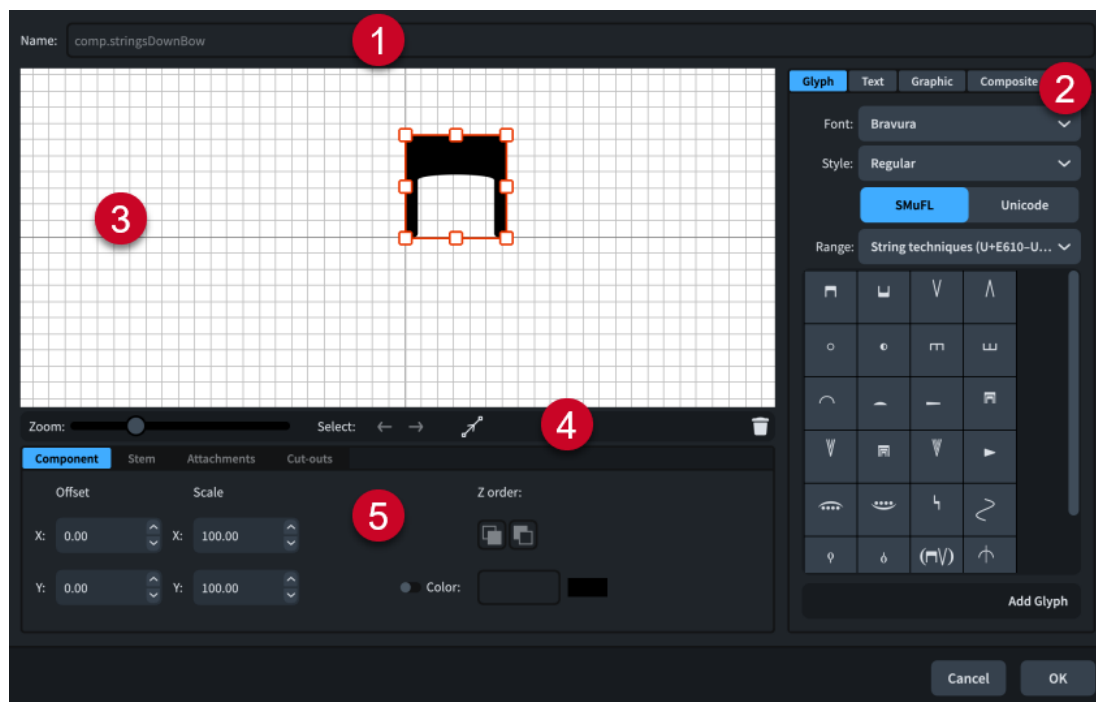 Name: comp.stringsDownBow
1
Glyph Text Graphic Composite
2
Font: Bravura
Style: Regular
SMuFL Unicode
Range: String techniques (U+E610–U...
3
Zoom: Select:
4
Component Stem Attachments Cut-outs
Offset Scale Z order:
5
X: 0.00 X: 100.00
Y: 0.00 Y: 100.00 Color:
Add Glyph
Cancel OK